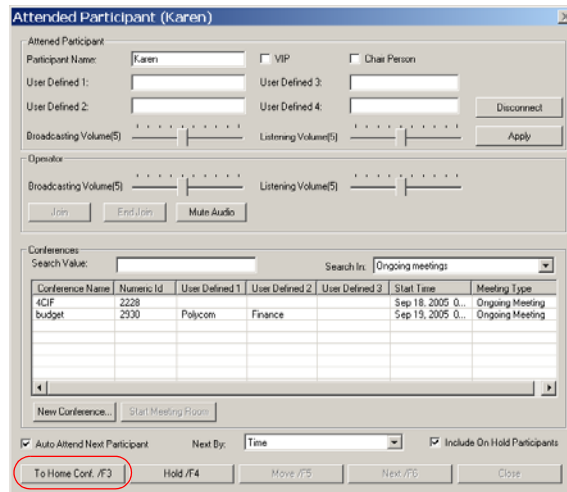 Attended Participant (Karen)
Attened Participant
Participant Name: Karen VIP Chair Person
User Defined 1: User Defined 3:
User Defined 2: User Defined 4: Disconnect
Broadcasting Volume(5) Listening Volume(5) Apply
Operator
Broadcasting Volume(5) Listening Volume(5)
Join End Join Mute Audio
Conferences
Search Value: Search In: Ongoing meetings
Conference Name Numeric Id User Defined 1 User Defined 2 User Defined 3 Start Time Meeting Type
4CIF 2228 Sep 18, 2005 0... Ongoing Meeting
budget 2930 Polycom Finance Sep 19, 2005 0... Ongoing Meeting
New Conference... Start Meeting Room
Auto Attend Next Participant Next By: Time Include On Hold Participants
To Home Conf. /F3 Hold /F4 Move /F5 Next /F6 Close